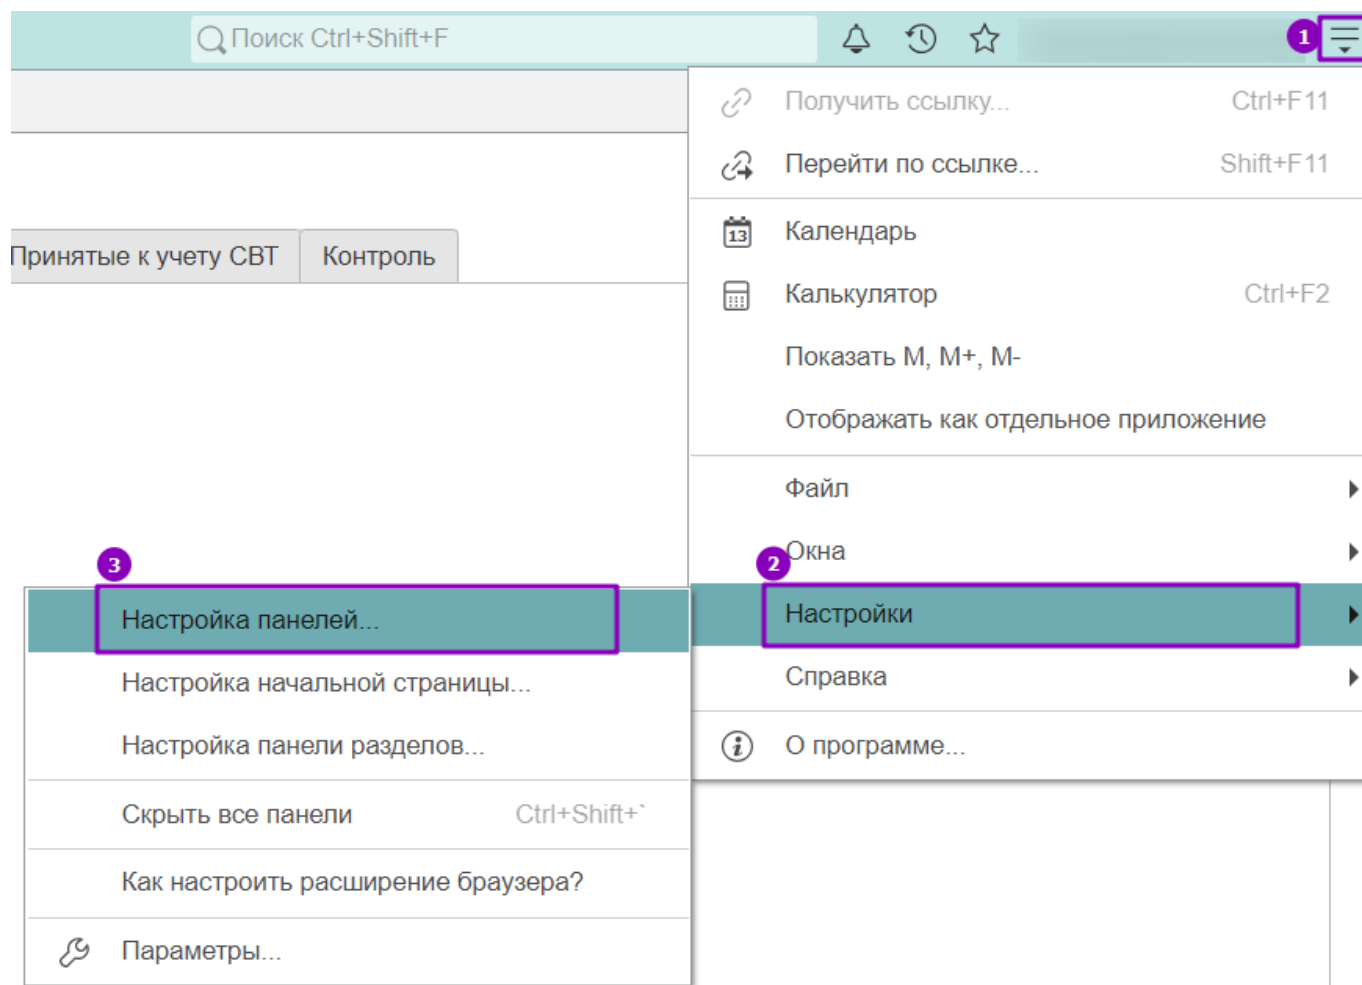 Поиск Ctrl+Shift+F
1
Получить ссылку... Ctrl+F11
Перейти по ссылке... Shift+F11
Принятые к учету СВТ Контроль
13 Календарь
Калькулятор Ctrl+F2
Показать M, M+, M-
Отображать как отдельное приложение
Файл
Окна
2
Настройки
Справка
О программе...
3
Настройка панелей...
Настройка начальной страницы...
Настройка панели разделов...
Скрыть все панели Ctrl+Shift+`
Как настроить расширение браузера?
Параметры...